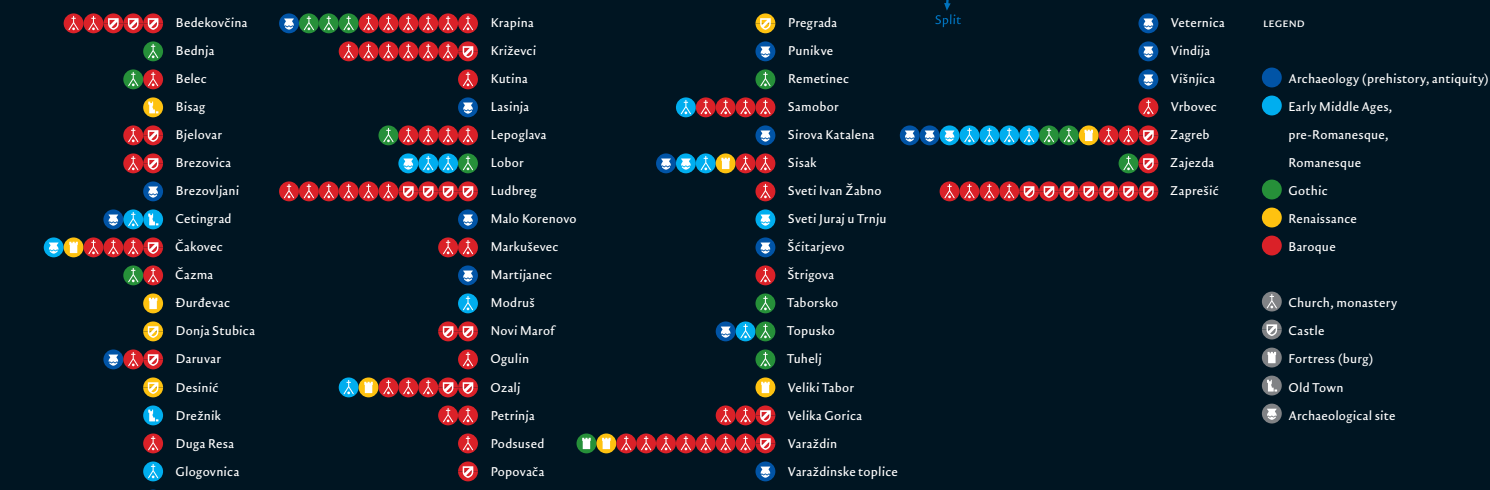 Bedekovčina
Bednja
Belec
Bisag
Bjelovar
Brezovica
Brezovljani
Cetingrad
Čakovec
Čazma
Đurđevac
Donja Stubica
Daruvar
Desinić
Drežnik
Duga Resa
Glogovnica
Krapina
Križevci
Kutina
Lasinja
Lepoglava
Lobor
Ludbreg
Malo Korenovo
Markuševec
Martijanec
Modruš
Novi Marof
Ogulin
Ozalj
Petrinja
Podsused
Popovača
Pregrada
Punikve
Remetinec
Samobor
Sirova Katalena
Sisak
Sveti Ivan Žabno
Sveti Juraj u Trnju
Šćitarjevo
Štrigova
Taborsko
Topusko
Tuhelj
Veliki Tabor
Velika Gorica
Varaždin
Varaždinske toplice
Split
Veternica
Vindija
Višnjica
Vrbovec
Zagreb
Zajezda
Zaprešić
LEGEND
Archaeology (prehistory, antiquity)
Early Middle Ages,
pre-Romanesque,
Romanesque
Gothic
Renaissance
Baroque
Church, monastery
Castle
Fortress (burg)
Old Town
Archaeological site